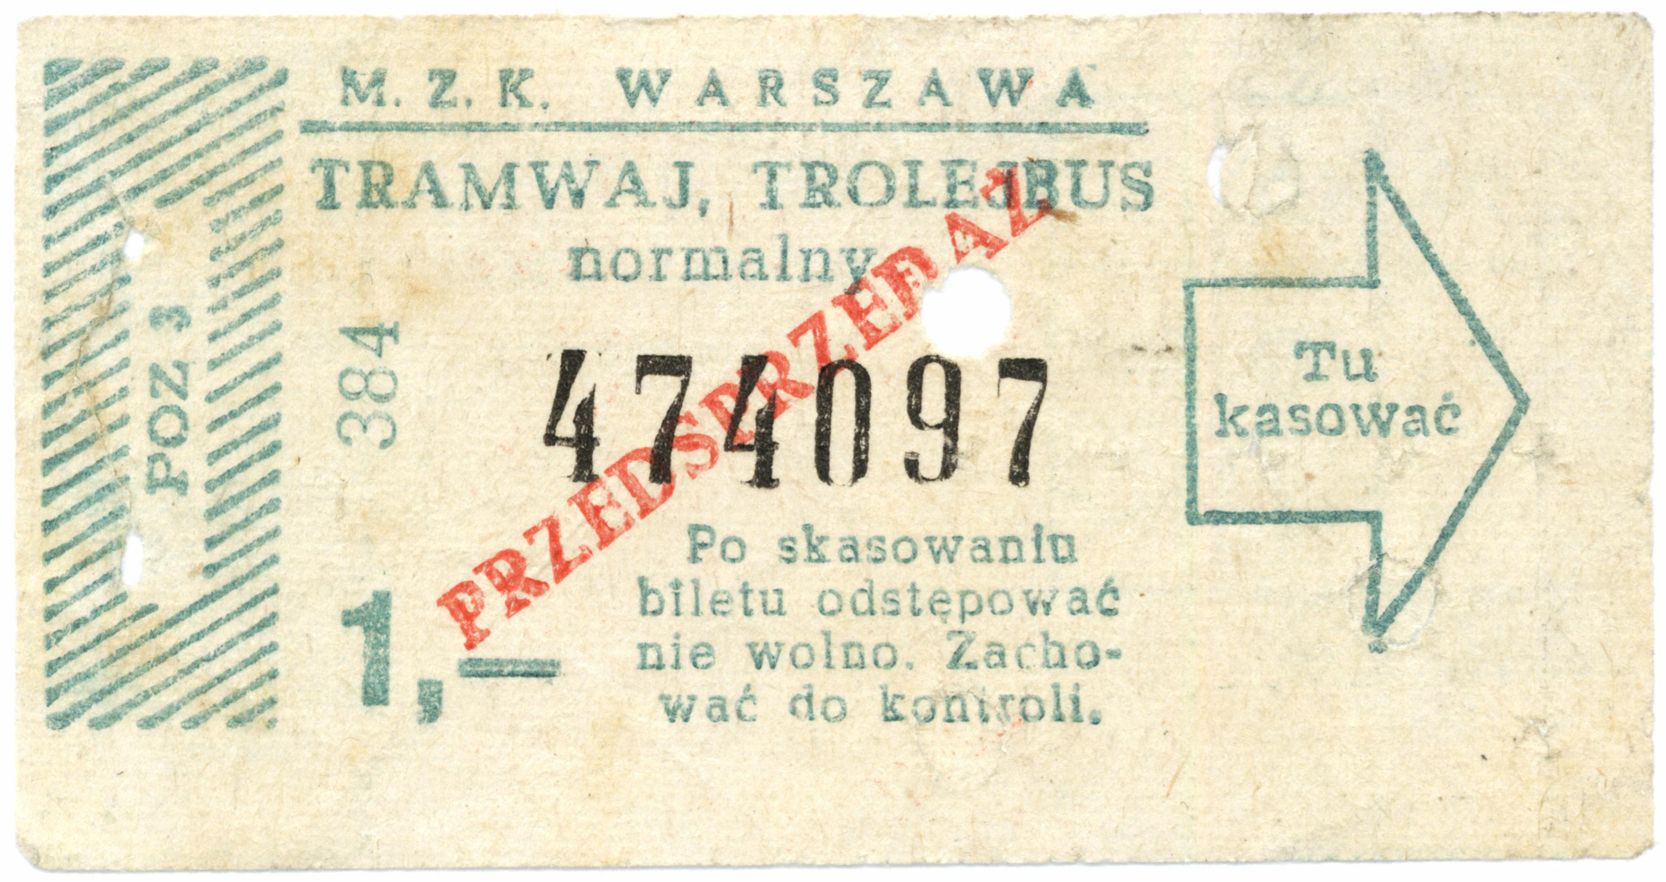 M. Z. K. WARSZAWA
TRAMWAJ, TROLEJBUS
normalny
PRZEDSPRZEDAŻ
POZ 3
384
474097
1,—
Po skasowaniu
biletu odstępować
nie wolno. Zacho-
wać do kontroli.
Tu
kasować